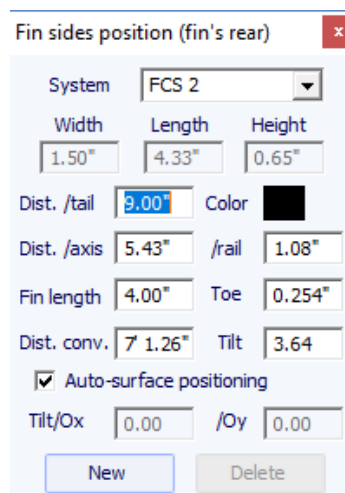 Fin sides position (fin's rear) x
System FCS 2
Width Length Height
1.50" 4.33" 0.65"
Dist. /tail 9.00" Color
Dist. /axis 5.43" /rail 1.08"
Fin length 4.00" Toe 0.254"
Dist. conv. 7' 1.26" Tilt 3.64
Auto-surface positioning
Tilt/Ox 0.00 /Oy 0.00
New Delete